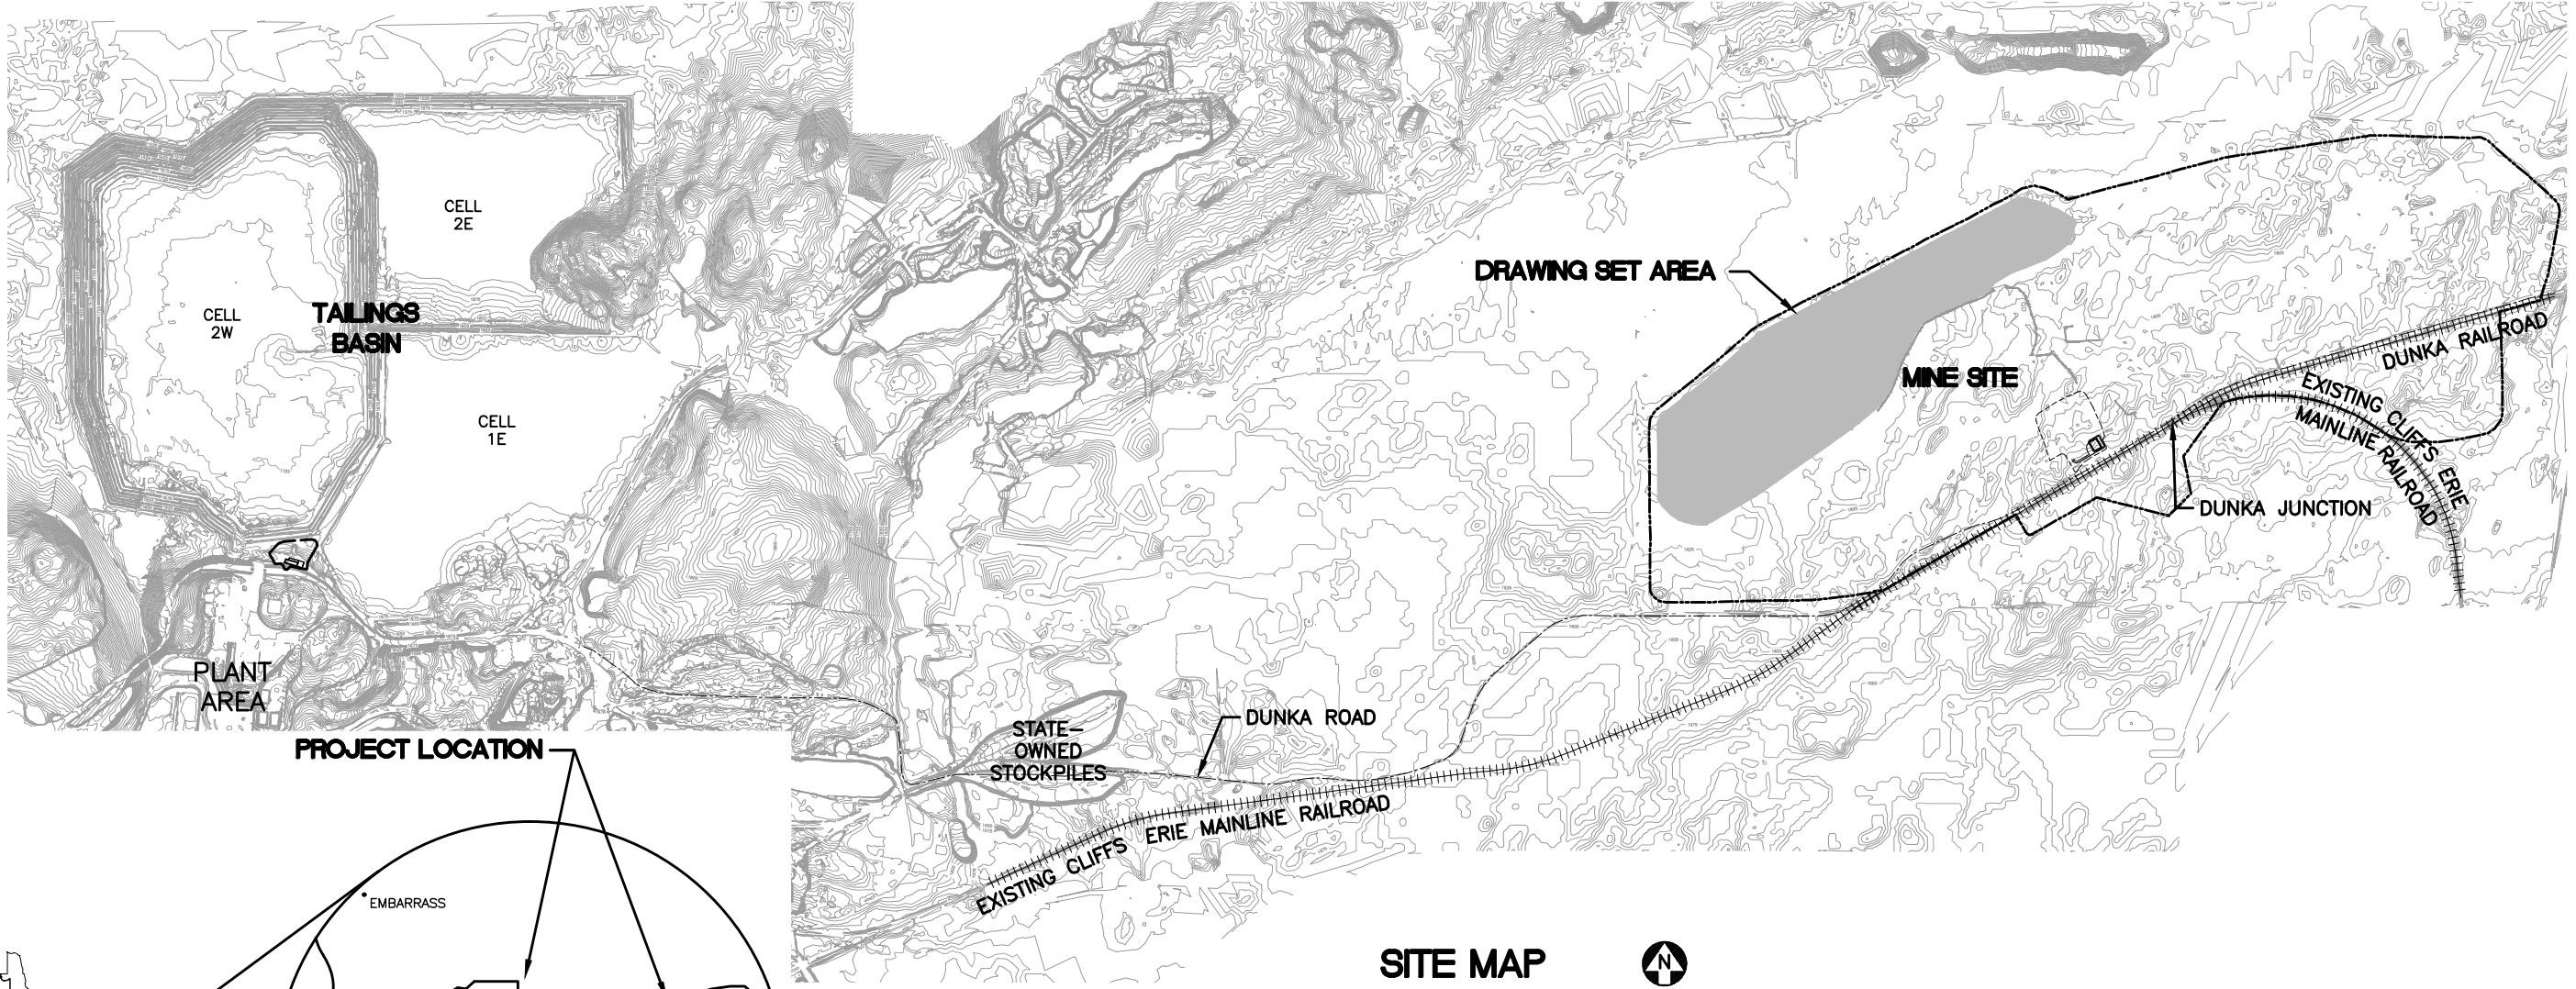 CELL
2E
CELL
2W
TAILINGS
BASIN
CELL
1E
PLANT
AREA
DRAWING SET AREA
MINE SITE
DUNKA RAILROAD
EXISTING CLIFFS ERIE
MAINLINE RAILROAD
DUNKA JUNCTION
STATE-
OWNED
STOCKPILES
DUNKA ROAD
EXISTING CLIFFS ERIE MAINLINE RAILROAD
PROJECT LOCATION
EMBARRASS
SITE MAP
N